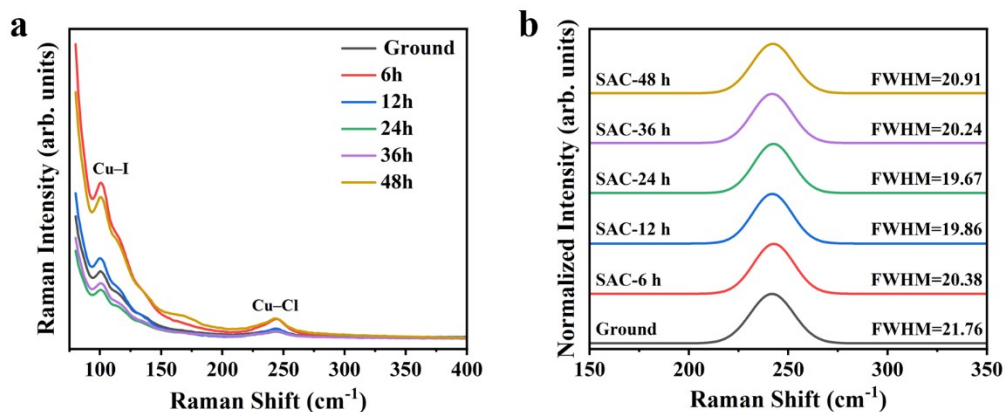 a
Raman Intensity (arb. units)
Ground
6h
12h
24h
36h
48h
Cu–I
Cu–Cl
100 150 200 250 300 350 400
Raman Shift (cm⁻¹)
b
Normalized Intensity (arb. units)
SAC-48 h FWHM=20.91
SAC-36 h FWHM=20.24
SAC-24 h FWHM=19.67
SAC-12 h FWHM=19.86
SAC-6 h FWHM=20.38
Ground FWHM=21.76
150 200 250 300 350
Raman Shift (cm⁻¹)